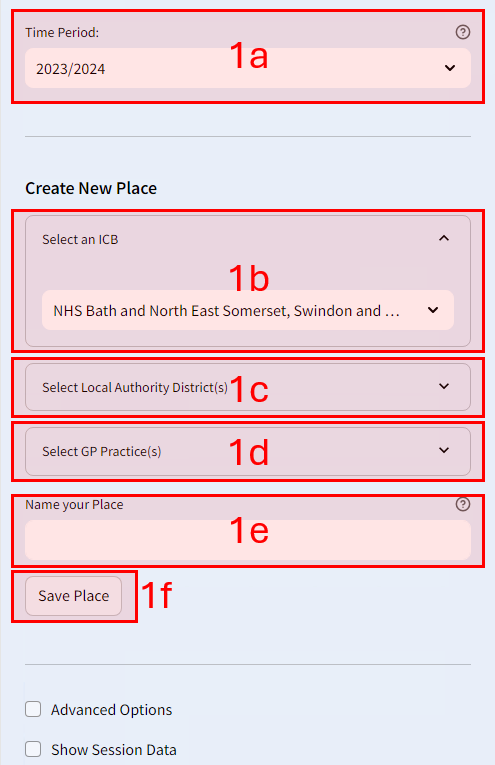 Time Period:
1a
2023/2024
Create New Place
Select an ICB
1b
NHS Bath and North East Somerset, Swindon and ...
Select Local Authority District(s)
1c
Select GP Practice(s)
1d
Name your Place
1e
Save Place
1f
Advanced Options
Show Session Data